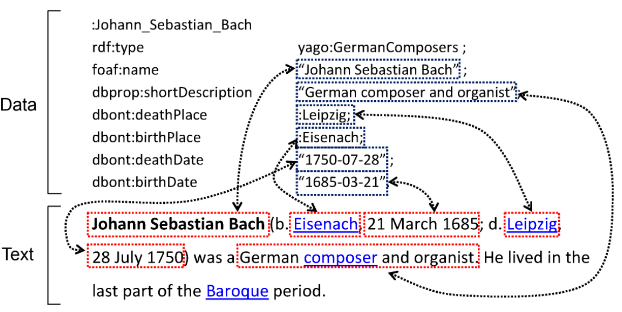 :Johann_Sebastian_Bach
rdf:type yago:GermanComposers ;
foaf:name “Johann Sebastian Bach” ;
dbprop:shortDescription “German composer and organist”
Data
dbont:deathPlace :Leipzig;
dbont:birthPlace :Eisenach;
dbont:deathDate “1750-07-28” ;
dbont:birthDate “1685-03-21”
Johann Sebastian Bach (b. Eisenach, 21 March 1685; d. Leipzig,
Text
28 July 1750) was a German composer and organist. He lived in the
last part of the Baroque period.